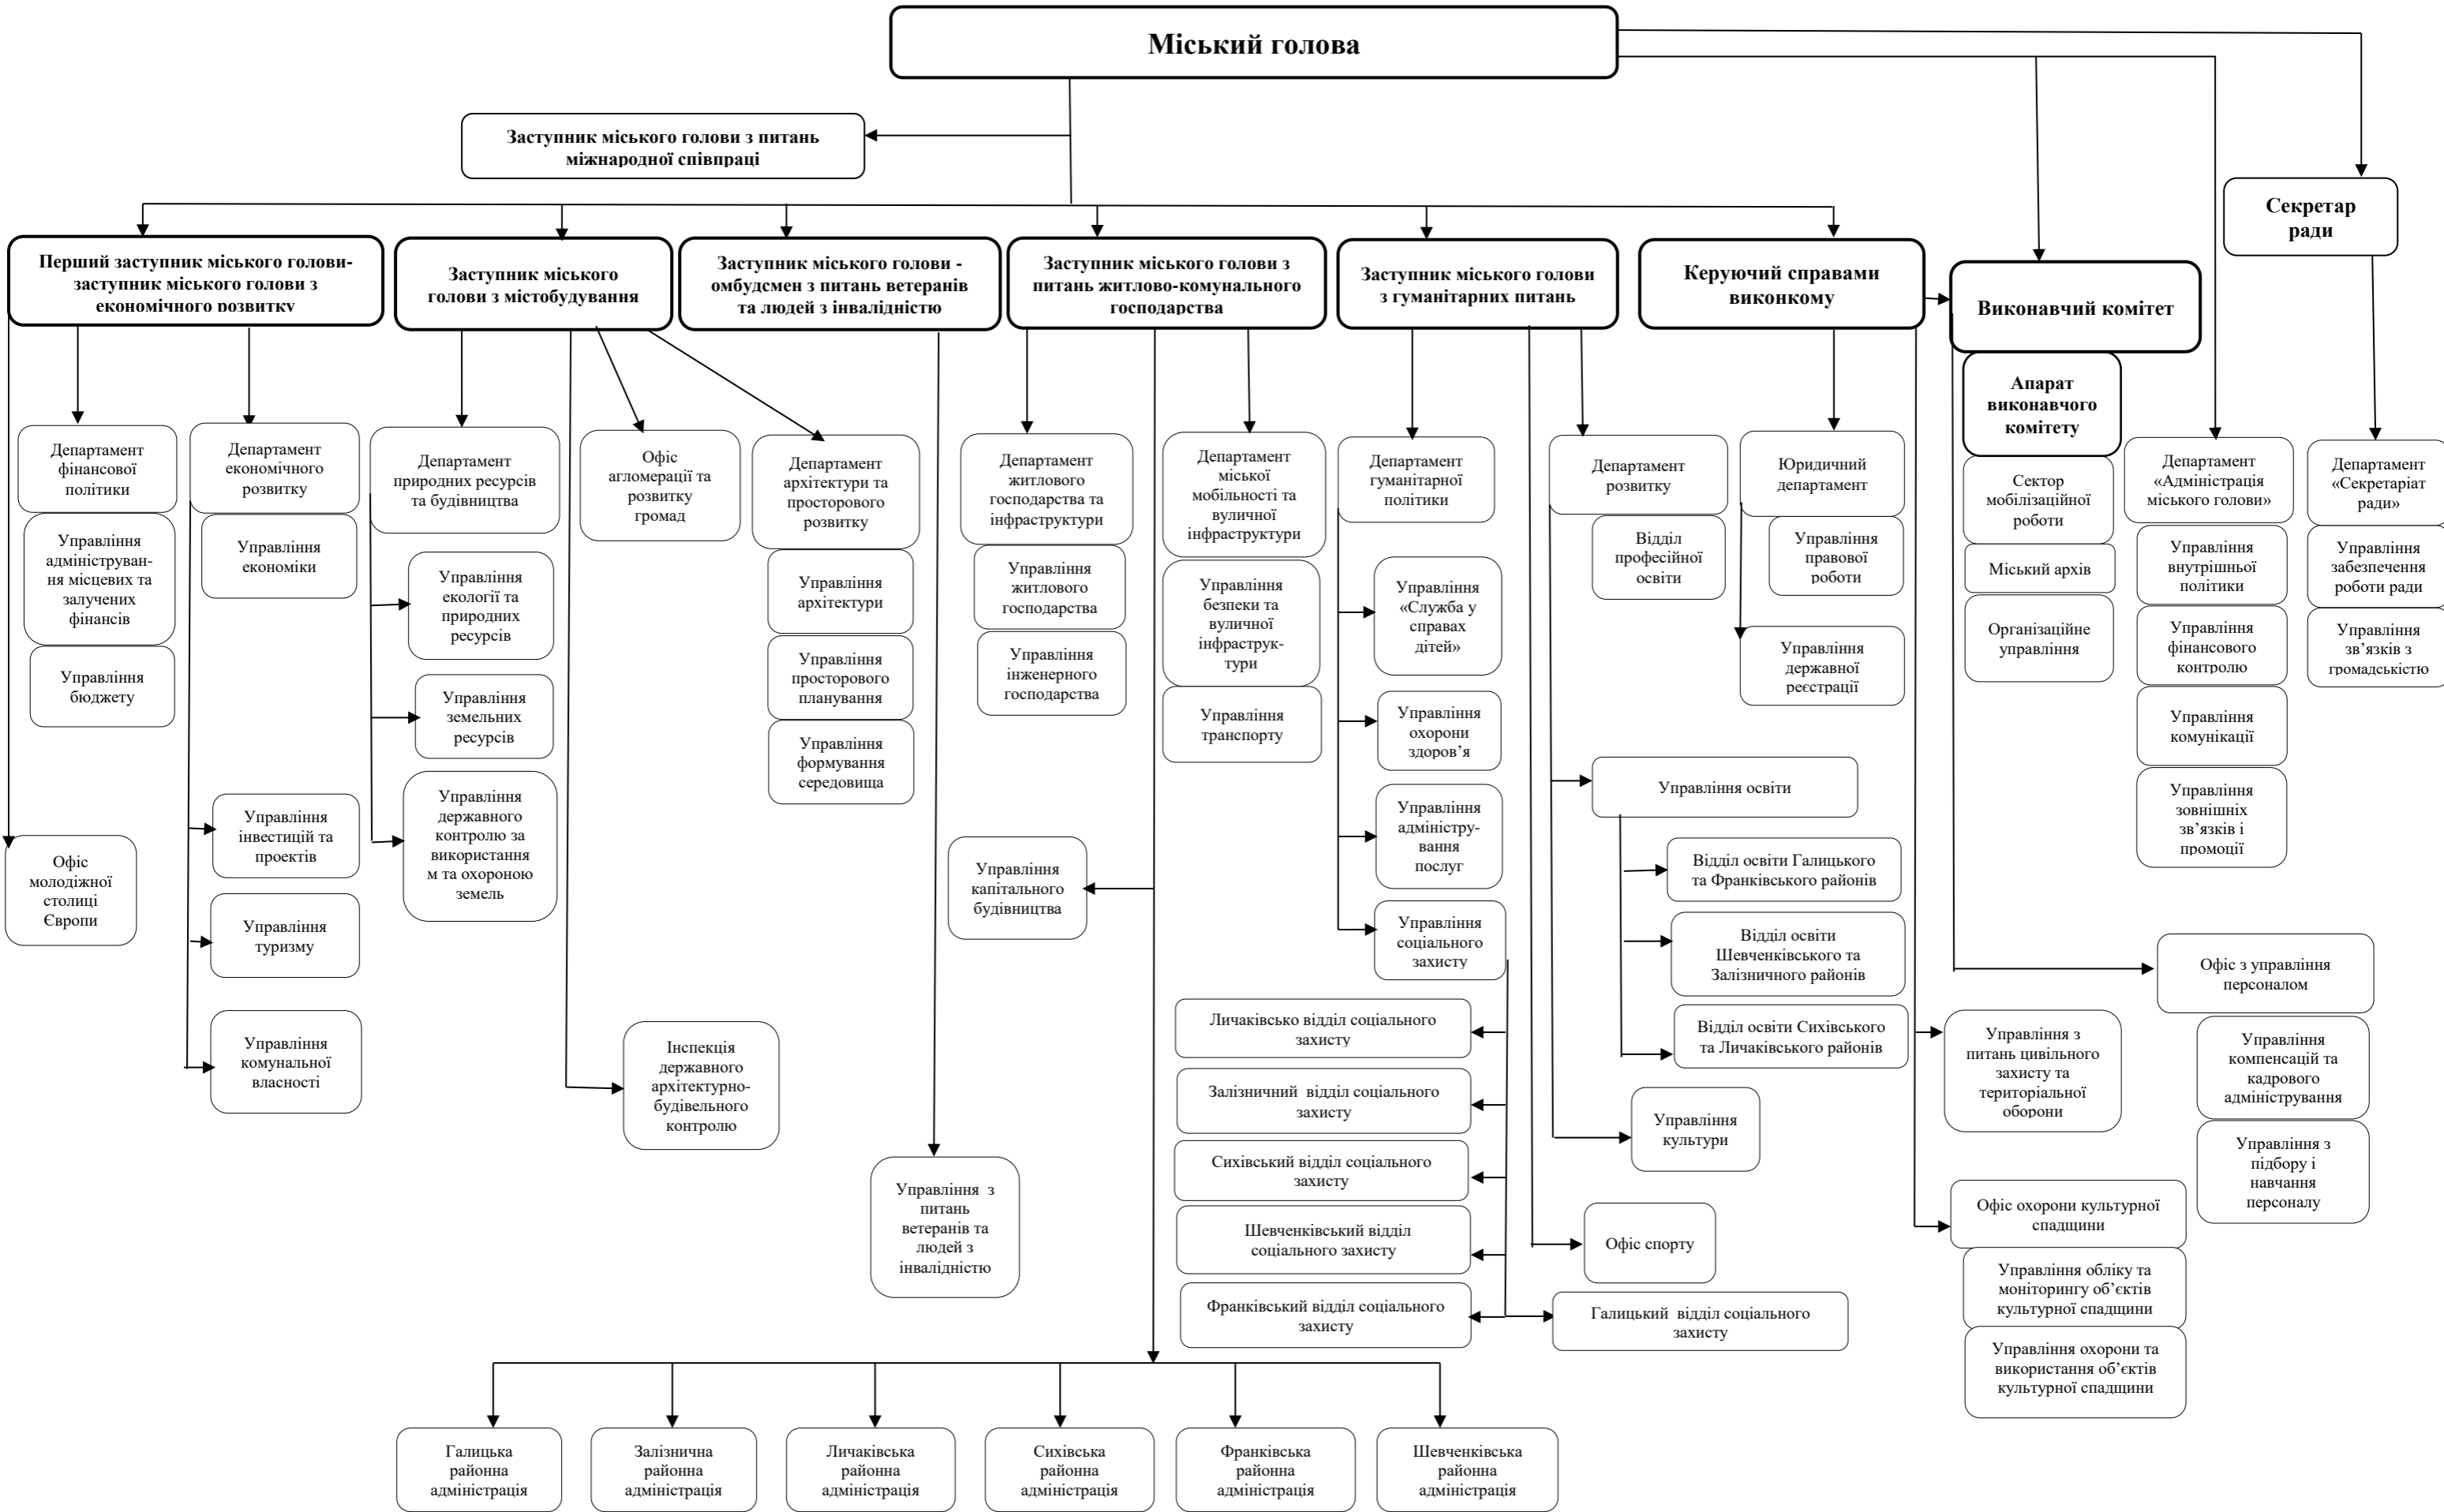 Міський голова
Заступник міського голови з питань
міжнародної співпраці
Секретар
ради
Перший заступник міського голови-
заступник міського голови з
економічного розвитку
Заступник міського
голови з містобудування
Заступник міського голови -
омбудсмен з питань ветеранів
та людей з інвалідністю
Заступник міського голови з
питань житлово-комунального
господарства
Заступник міського голови
з гуманітарних питань
Керуючий справами
виконкому
Виконавчий комітет
Апарат
виконавчого
комітету
Департамент
фінансової
політики
Управління
адмініструван-
ня місцевих та
залучених
фінансів
Управління
бюджету
Департамент
економічного
розвитку
Управління
економіки
Департамент
природних ресурсів
та будівництва
Управління
екології та
природних
ресурсів
Управління
земельних
ресурсів
Управління
державного
контролю за
використання
м та охороною
земель
Офіс
агломерації та
розвитку
громад
Департамент
архітектури та
просторового
розвитку
Управління
архітектури
Управління
просторового
планування
Управління
формування
середовища
Департамент
житлового
господарства та
інфраструктури
Управління
житлового
господарства
Управління
інженерного
господарства
Департамент
міської
мобільності та
вуличної
інфраструктури
Управління
безпеки та
вуличної
інфраструк-
тури
Управління
транспорту
Департамент
гуманітарної
політики
Управління
«Служба у
справах
дітей»
Управління
охорони
здоров’я
Управління
адміністру-
вання
послуг
Управління
соціального
захисту
Департамент
розвитку
Відділ
професійної
освіти
Юридичний
департамент
Управління
правової
роботи
Управління
державної
реєстрації
Сектор
мобілізаційної
роботи
Міський архів
Організаційне
управління
Департамент
«Адміністрація
міського голови»
Управління
внутрішньої
політики
Управління
фінансового
контролю
Управління
комунікації
Управління
зовнішніх
зв’язків і
промоції
Департамент
«Секретаріат
ради»
Управління
забезпечення
роботи ради
Управління
зв’язків з
громадськістю
Офіс
молодіжної
столиці
Європи
Управління
інвестицій та
проектів
Управління
туризму
Управління
комунальної
власності
Інспекція
державного
архітектурно-
будівельного
контролю
Управління з
питань
ветеранів та
людей з
інвалідністю
Управління
капітального
будівництва
Управління освіти
Відділ освіти Галицького
та Франківського районів
Відділ освіти
Шевченківського та
Залізничного районів
Відділ освіти Сихівського
та Личаківського районів
Управління
культури
Офіс спорту
Личаківсько відділ соціального
захисту
Залізничний відділ соціального
захисту
Сихівський відділ соціального
захисту
Шевченківський відділ
соціального захисту
Франківський відділ соціального
захисту
Галицький відділ соціального
захисту
Офіс з управління
персоналом
Управління
компенсацій та
кадрового
адміністрування
Управління з
підбору і
навчання
персоналу
Управління з
питань цивільного
захисту та
територіальної
оборони
Офіс охорони культурної
спадщини
Управління обліку та
моніторингу об’єктів
культурної спадщини
Управління охорони та
використання об’єктів
культурної спадщини
Галицька
районна
адміністрація
Залізнична
районна
адміністрація
Личаківська
районна
адміністрація
Сихівська
районна
адміністрація
Франківська
районна
адміністрація
Шевченківська
районна
адміністрація